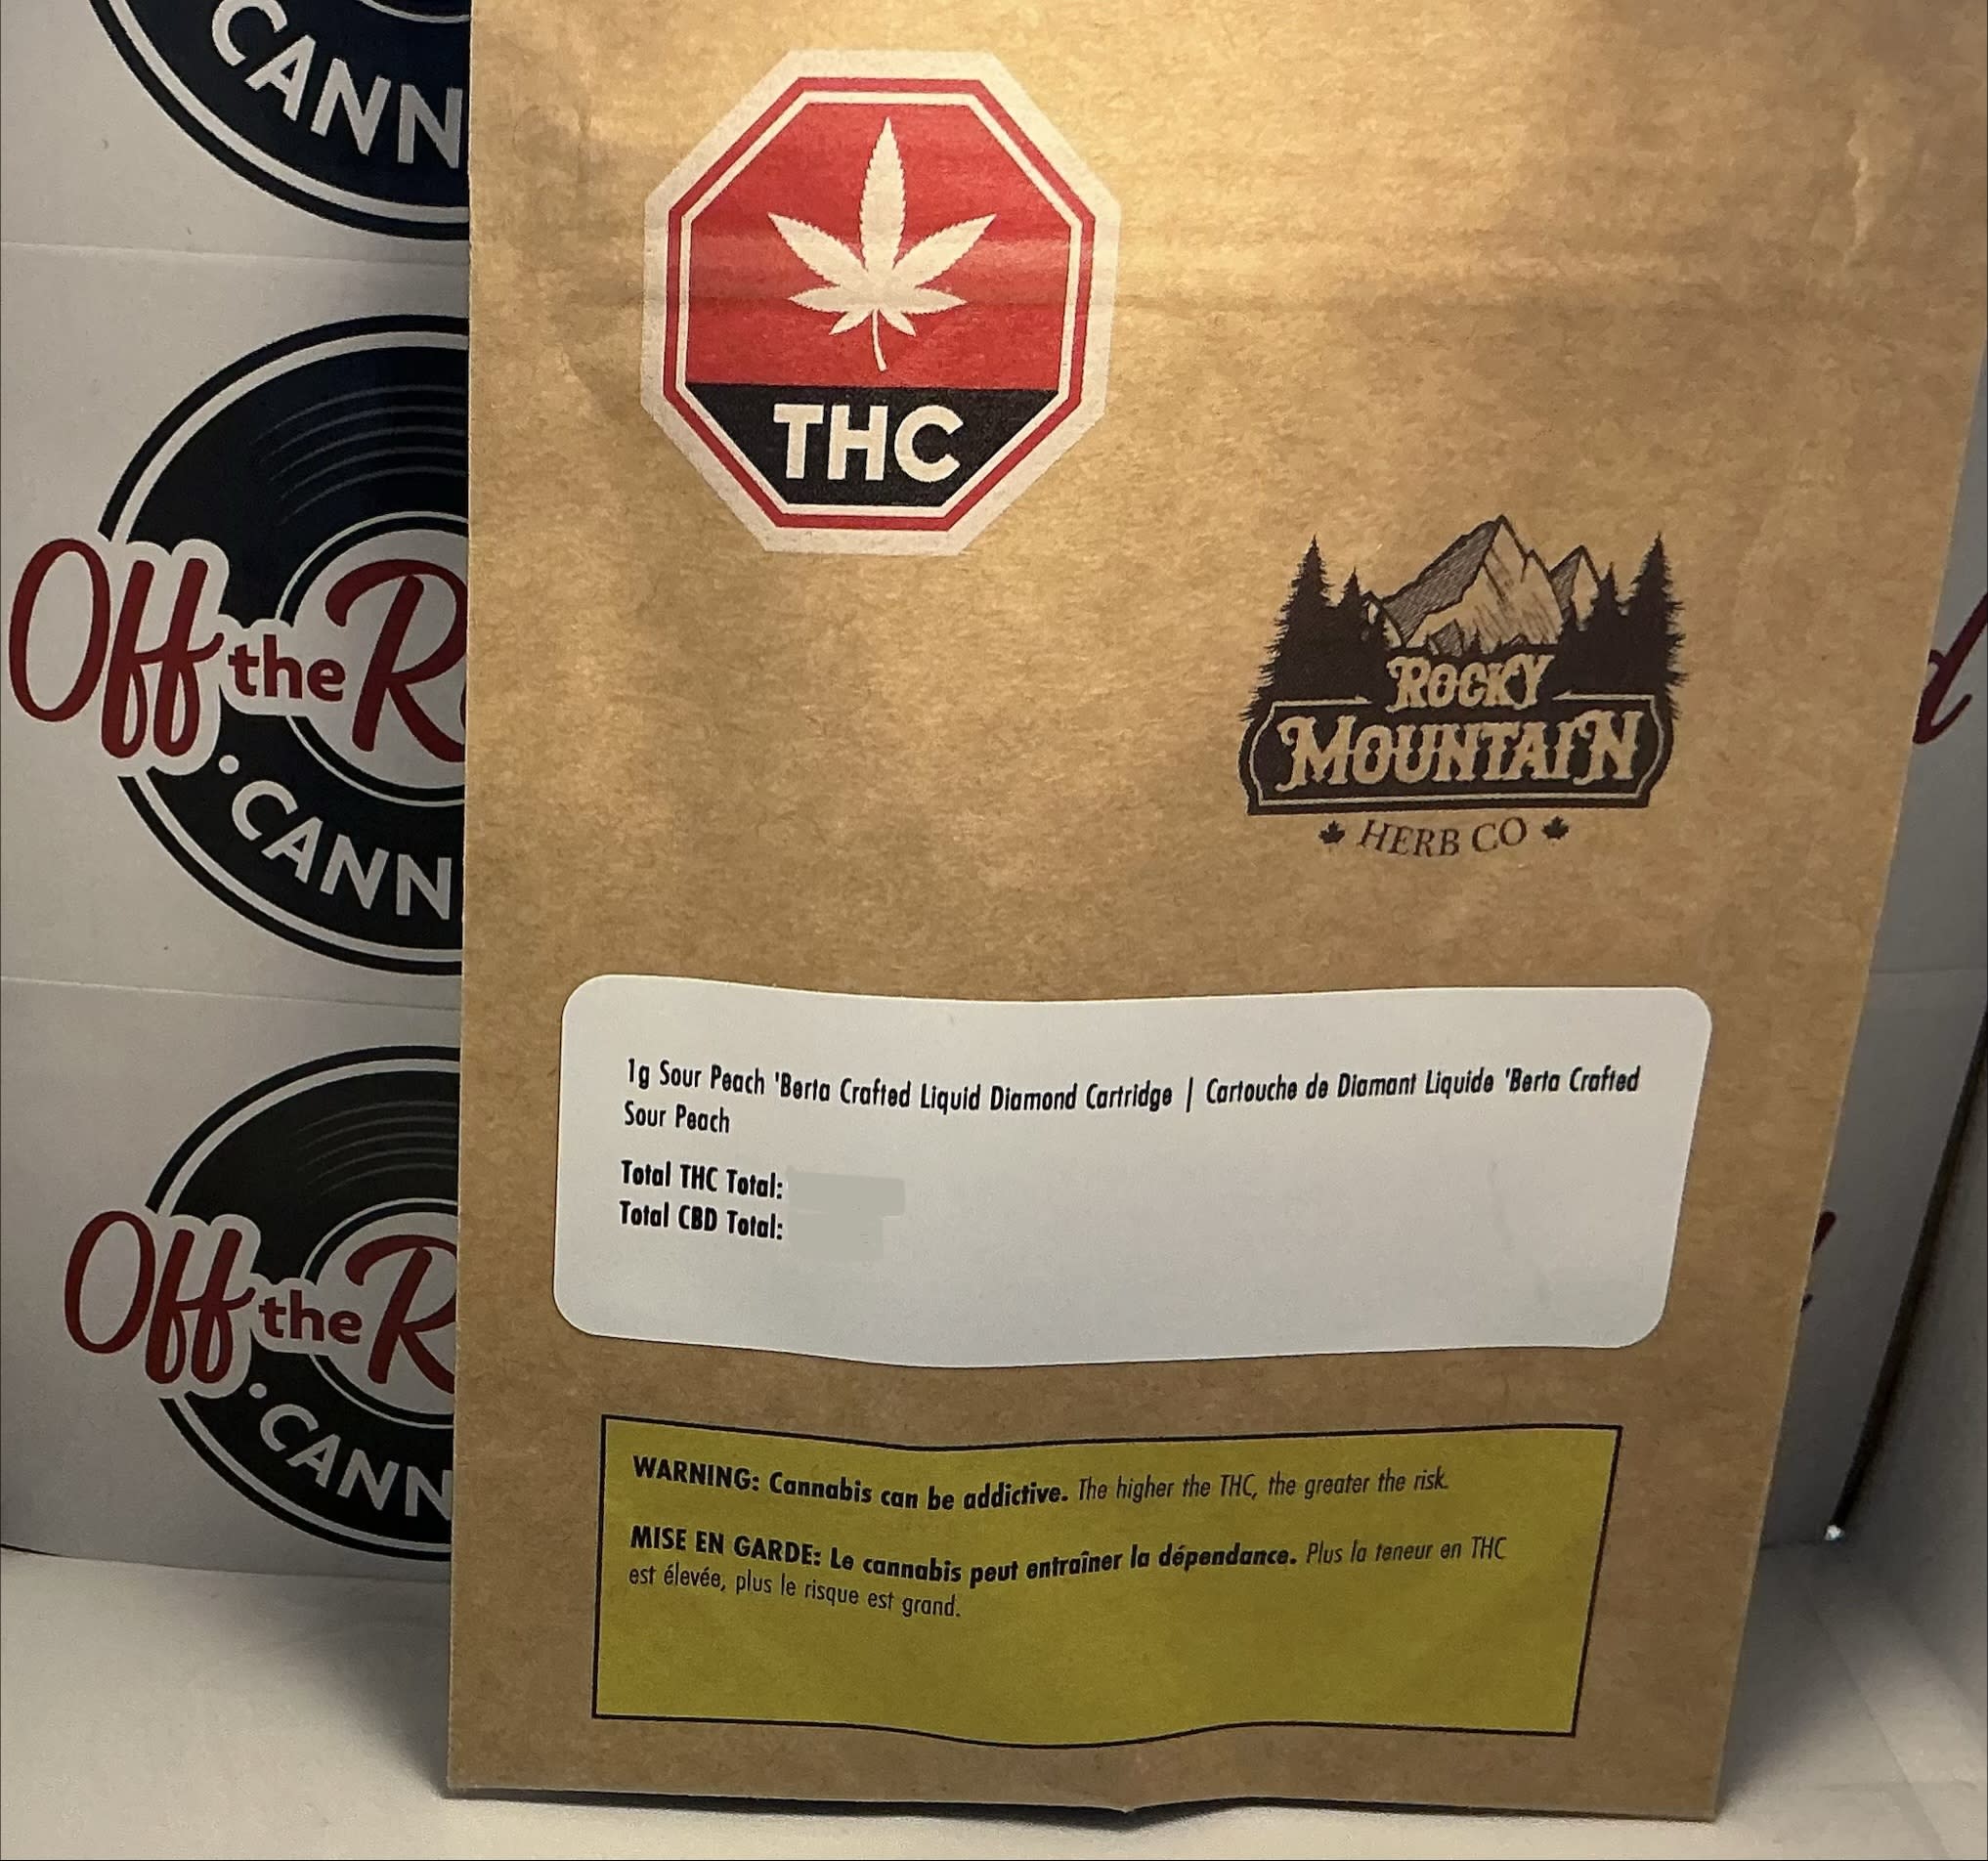 CANN
Off the R
.CANN
Off the R
.CANN
THC
ROCKY
MOUNTAIN
HERB CO
1g Sour Peach 'Berta Crafted Liquid Diamond Cartridge | Cartouche de Diamant Liquide 'Berta Crafted
Sour Peach
Total THC Total:
Total CBD Total:
WARNING: Cannabis can be addictive. The higher the THC, the greater the risk.
MISE EN GARDE: Le cannabis peut entraîner la dépendance. Plus la teneur en THC
est élevée, plus le risque est grand.
d
d